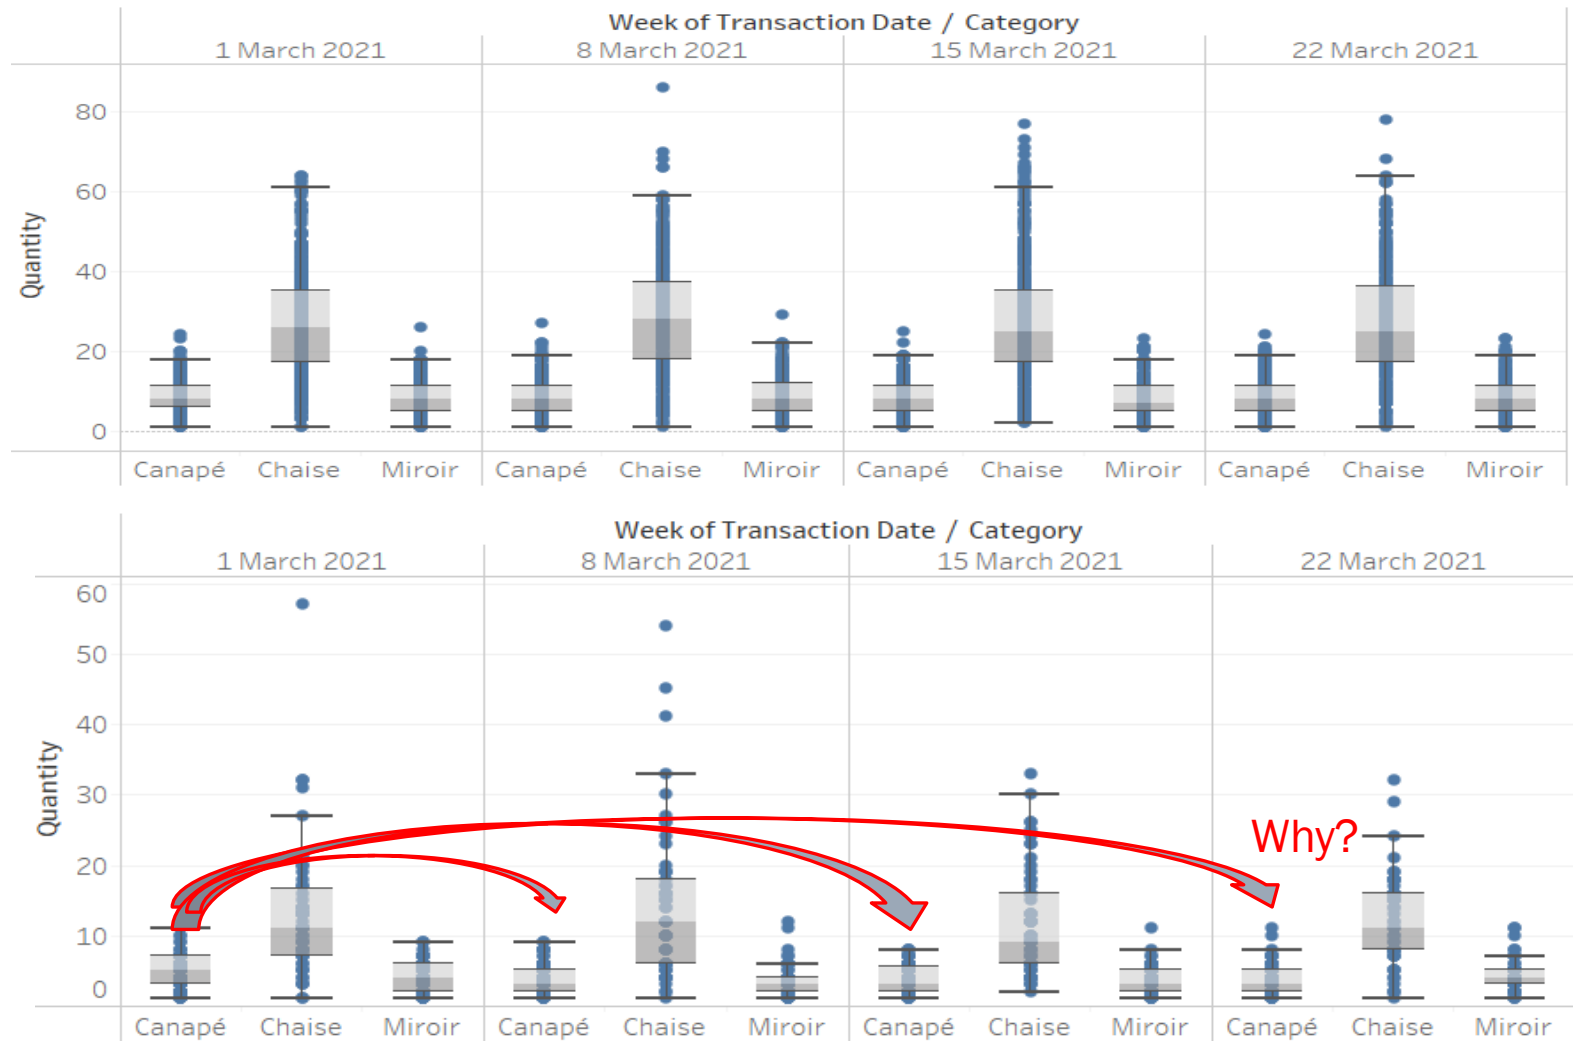 Week of Transaction Date / Category
1 March 2021 8 March 2021 15 March 2021 22 March 2021
Quantity
80
60
40
20
0
Canapé Chaise Miroir Canapé Chaise Miroir Canapé Chaise Miroir Canapé Chaise Miroir
Week of Transaction Date / Category
1 March 2021 8 March 2021 15 March 2021 22 March 2021
Quantity
60
50
40
30
20
10
0
Why?
Canapé Chaise Miroir Canapé Chaise Miroir Canapé Chaise Miroir Canapé Chaise Miroir